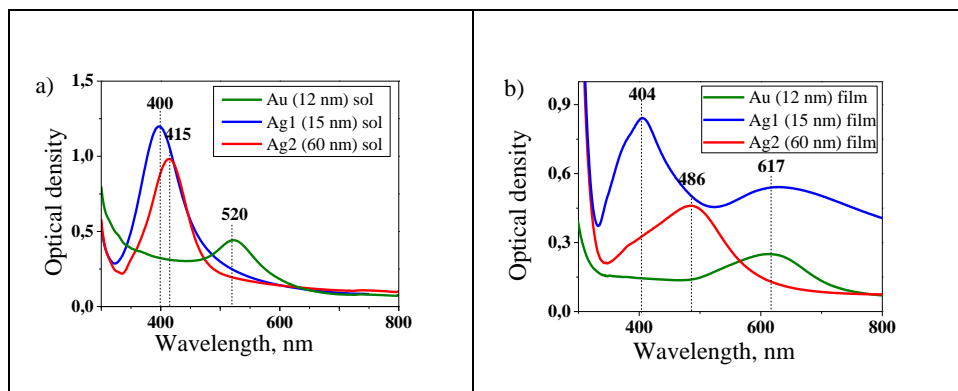 a)
Optical density
1,5
1,2
1,0
0,5
0,0
400
415
520
Au (12 nm) sol
Ag1 (15 nm) sol
Ag2 (60 nm) sol
400
600
800
Wavelength, nm
b)
Optical density
0,9
0,6
0,3
0,0
404
486
617
Au (12 nm) film
Ag1 (15 nm) film
Ag2 (60 nm) film
400
600
800
Wavelength, nm